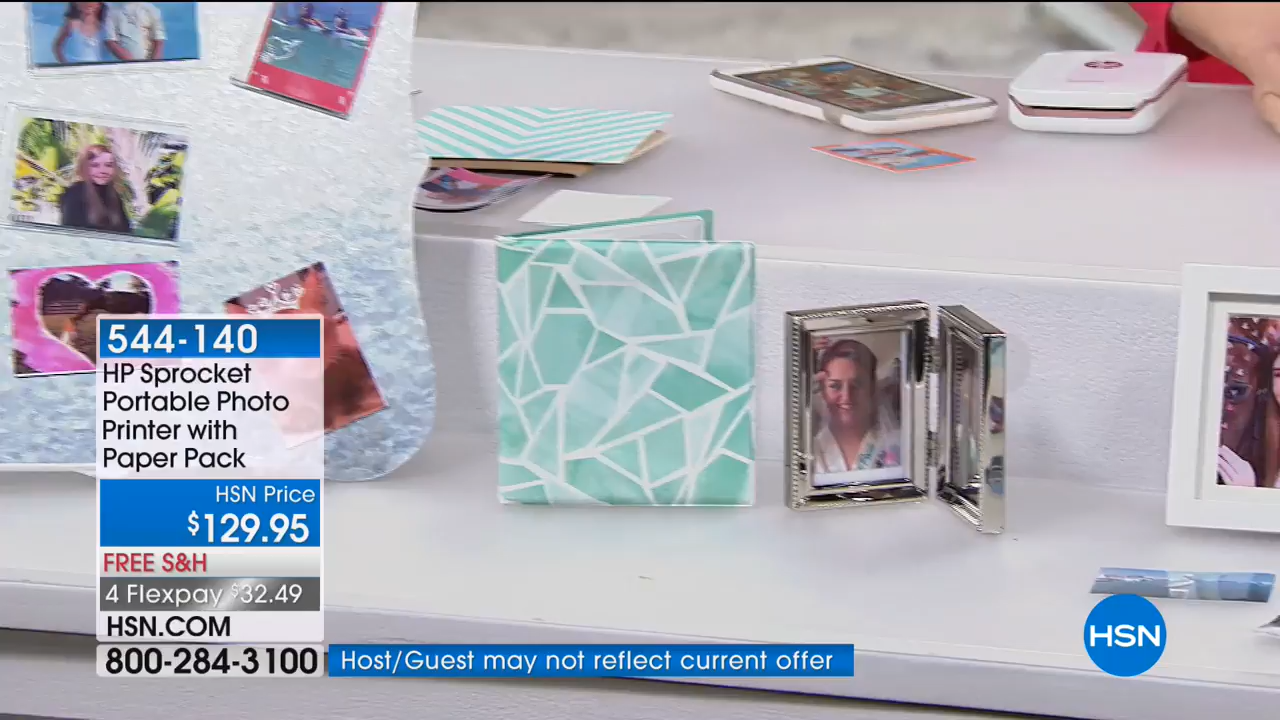 544-140
HP Sprocket
Portable Photo
Printer with
Paper Pack
HSN Price
$129.95
FREE S&H
4 Flexpay $32.49
HSN.COM
800-284-3100
Host/Guest may not reflect current offer
HSN